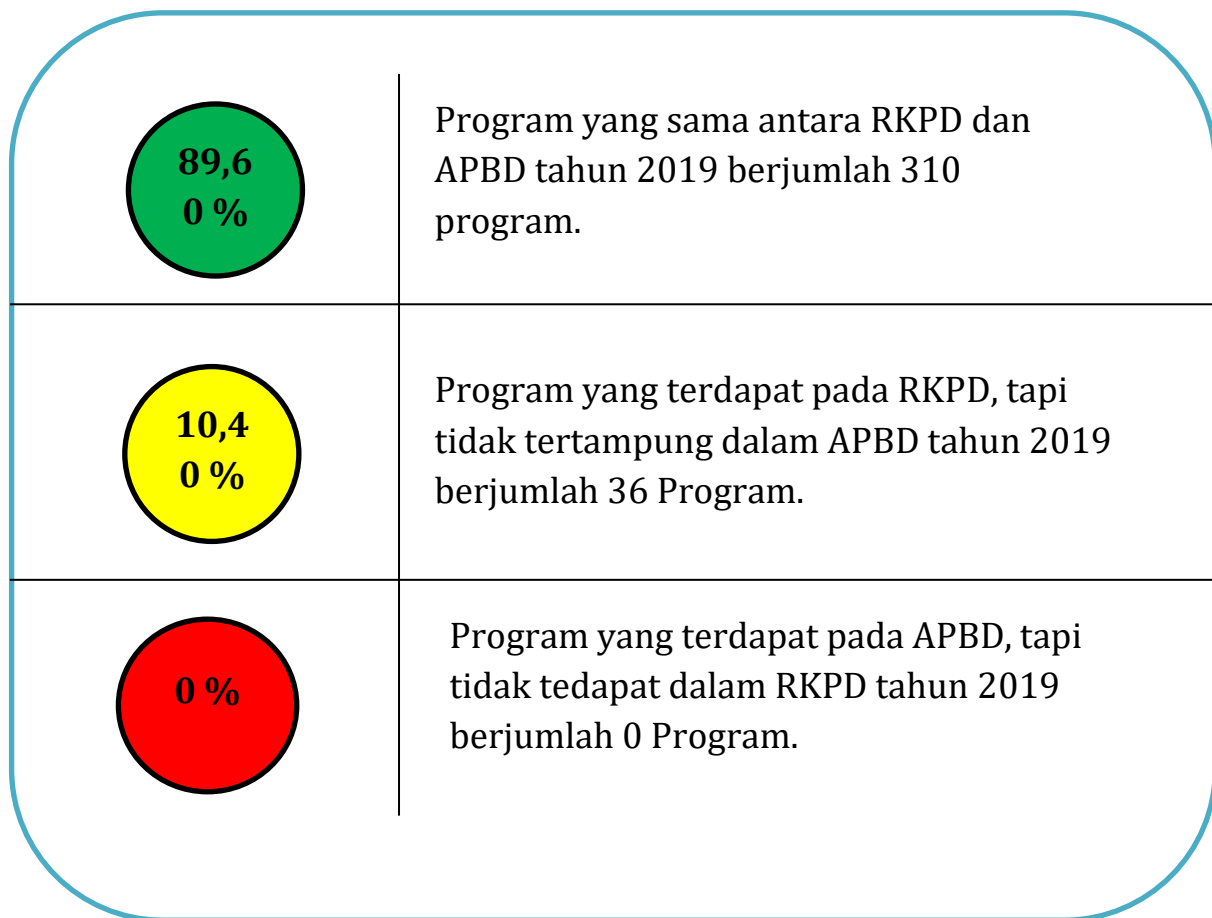 89,6
0 %
Program yang sama antara RKPD dan
APBD tahun 2019 berjumlah 310
program.
10,4
0 %
Program yang terdapat pada RKPD, tapi
tidak tertampung dalam APBD tahun 2019
berjumlah 36 Program.
0 %
Program yang terdapat pada APBD, tapi
tidak tedapat dalam RKPD tahun 2019
berjumlah 0 Program.